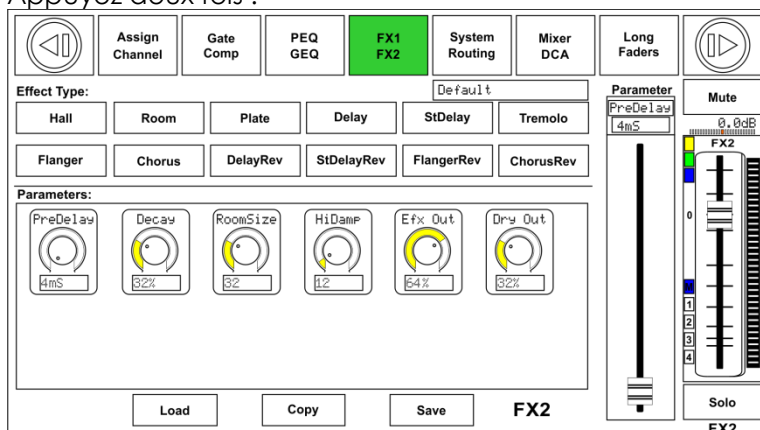 Appuyez deux fois :
Assign Channel
Gate Comp
PEQ GEQ
FX1 FX2
System Routing
Mixer DCA
Long Faders
Effect Type:
Default
Hall
Room
Plate
Delay
StDelay
Tremolo
Flanger
Chorus
DelayRev
StDelayRev
FlangerRev
ChorusRev
Parameters:
PreDelay
4mS
Decay
32%
RoomSize
32
HiDamp
12
Efx Out
64%
Dry Out
32%
Load
Copy
Save
FX2
Parameter
PreDelay
4mS
Mute
0.0dB
FX2
0
M
1
2
3
4
Solo
FX2